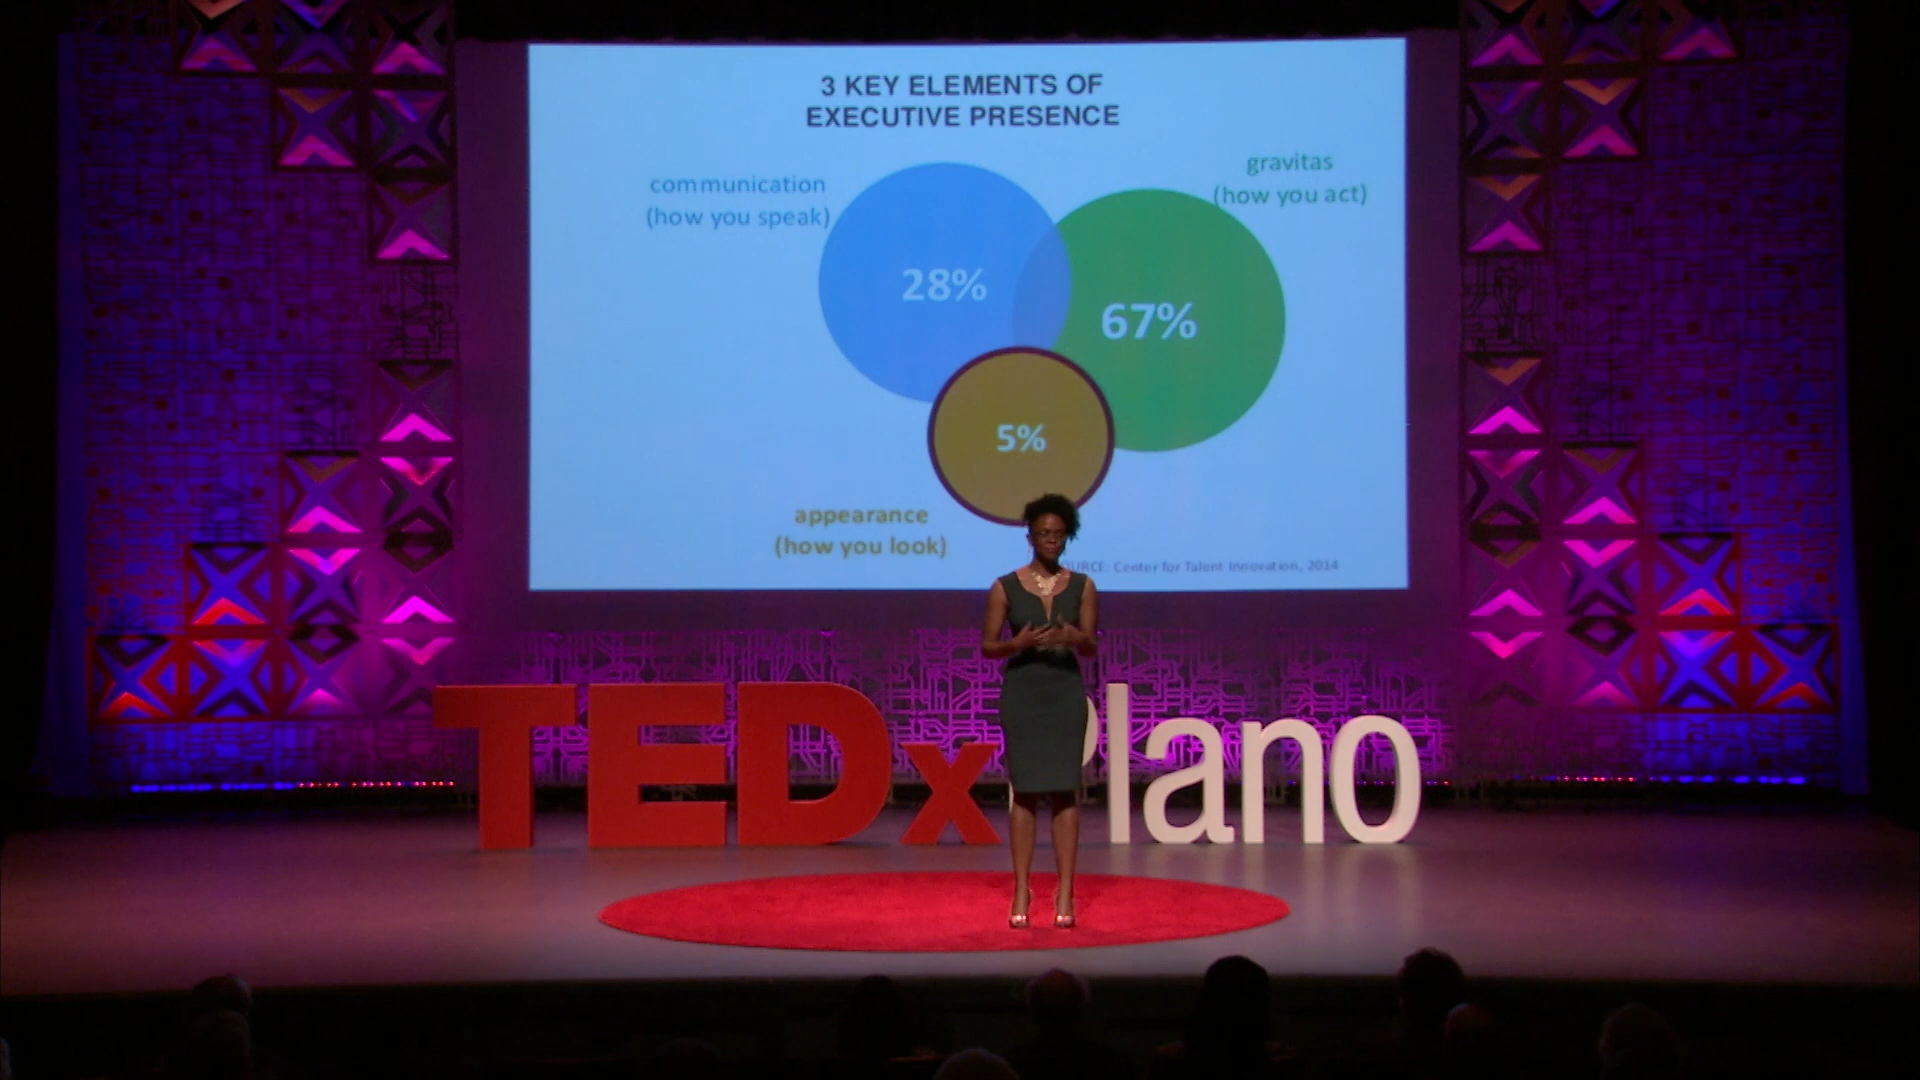 3 KEY ELEMENTS OF
EXECUTIVE PRESENCE
communication
(how you speak)
gravitas
(how you act)
28%
67%
5%
appearance
(how you look)
Center for Talent Innovation, 2014
TEDx Plano